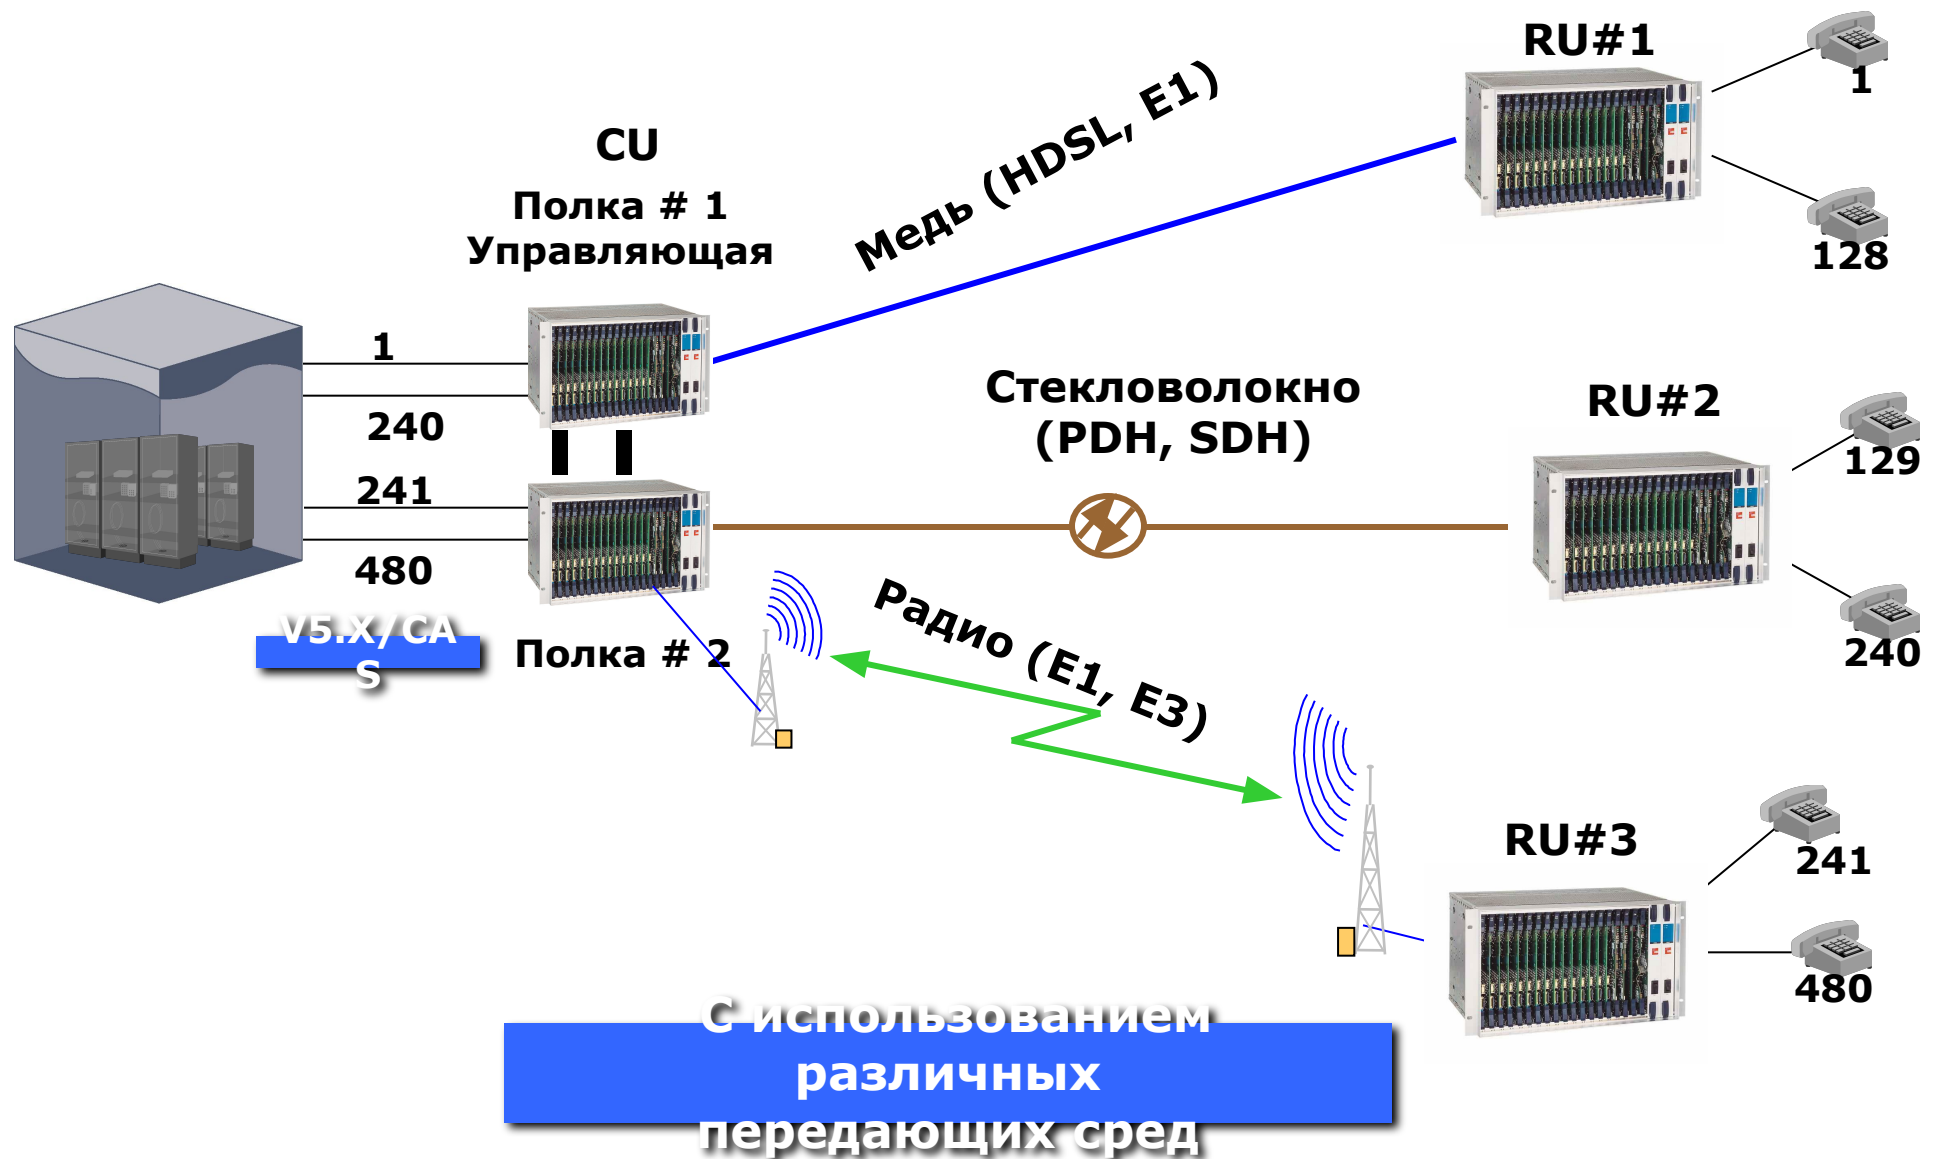 RU#1
1
128
Медь (HDSL, E1)
CU
Полка # 1
Управляющая
1
240
241
480
V5.X/CA
S
Полка # 2
Стекловолокно
(PDH, SDH)
RU#2
129
240
Радио (E1, E3)
RU#3
241
480
С использованием
различных
передающих сред